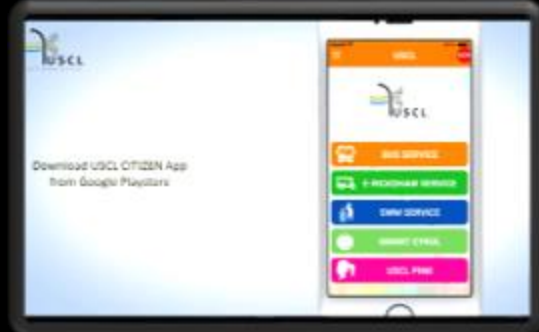 USCL
Download USCL CITIZEN App
from Google Playstore
USCL
USCL
BUS SERVICE
E-RICKSHAW SERVICE
SWM SERVICE
SMART CYCLE
USCL PINK